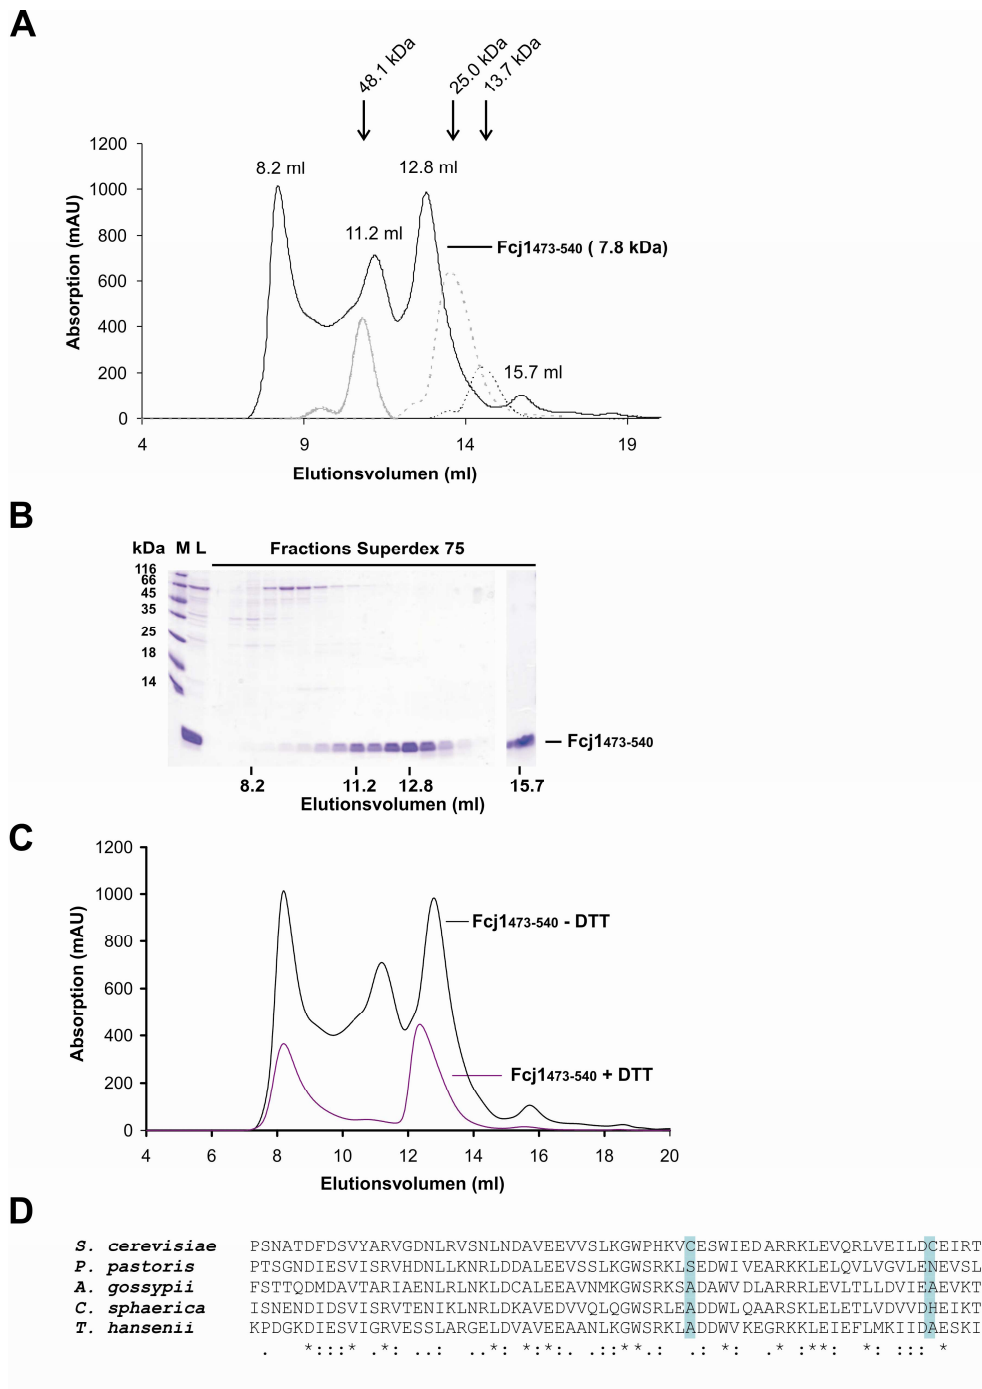 A
48.1 kDa
25.0 kDa
13.7 kDa
1200
1000
800
600
400
200
0
Absorption (mAU)
8.2 ml
11.2 ml
12.8 ml
Fcj1473-540 ( 7.8 kDa)
15.7 ml
4 9 14 19
Elutionsvolumen (ml)
B
kDa M L Fractions Superdex 75
116
66
45
35
25
18
14
Fcj1473-540
8.2 11.2 12.8 15.7
Elutionsvolumen (ml)
C
1200
1000
800
600
400
200
0
Absorption (mAU)
Fcj1473-540 - DTT
Fcj1473-540 + DTT
4 6 8 10 12 14 16 18 20
Elutionsvolumen (ml)
D
S. cerevisiae PSNATDFDSVYARVGDNLRVSNLNDAVEEVVSLKGWPHKVCESWIEDARRKLEVQRLVEILDCEIRT
P. pastoris PTSGNDIESVISRVHDNLLKNRLDDALEEVSSLKGWSRKLSEDWIVEARKKLELQVLVGVLENEVSL
A. gossypii FSTTQDMDAVTARIAENLRLRNLKDALEEAVNMKGWSRKSADAWVDLARRRLEVLTLLDVIEAEVKT
C. sphaerica ISNENDIDSVISRVTENIKLNRLDKAVEDVVQLQGWSRLEADDWLQAARSKLELETLVDVVDHEIKT
T. hansenii KPDGKDIESVIGRVESSLARGELDVAVEEAANLKGWSRKLADDWVKEGRKKLEIEFLMKIIDAESKI
. *:::* .*: .. .: ..*: *:*: .::**.: .:*: .* :**: *: ::: *